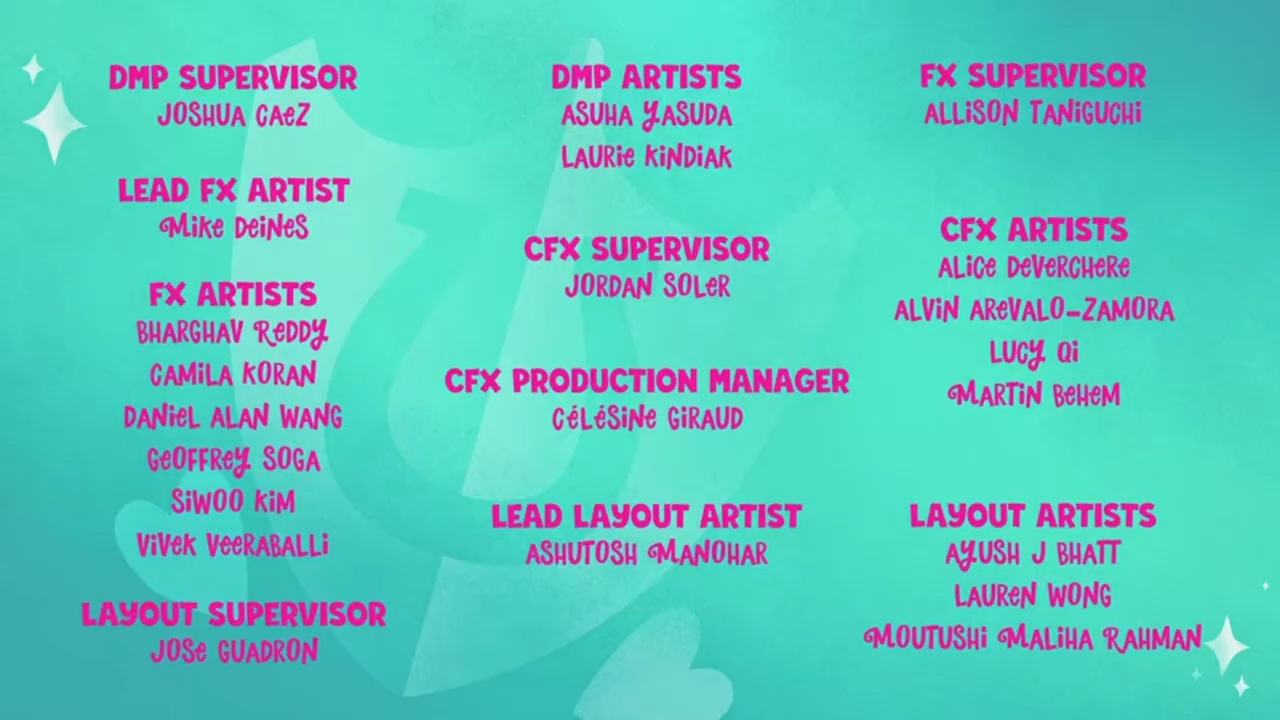 DMP SUPERVISOR
JOSHUA CAEZ
LEAD FX ARTIST
MIKE DEINES
FX ARTISTS
BHARGHAV REDDY
CAMILA KORAN
DANIEL ALAN WANG
GEOFFREY SOGA
SIWOO KIM
VIVEK VEERABALLI
LAYOUT SUPERVISOR
JOSE GUADRON
DMP ARTISTS
ASUHA YASUDA
LAURIE KINDIAK
CFX SUPERVISOR
JORDAN SOLER
CFX PRODUCTION MANAGER
CÉLÉSINE GIRAUD
LEAD LAYOUT ARTIST
ASHUTOSH MANOHAR
FX SUPERVISOR
ALLISON TANIGUCHI
CFX ARTISTS
ALICE DEVERCHERE
ALVIN AREVALO-ZAMORA
LUCY QI
MARTIN BEHEM
LAYOUT ARTISTS
AYUSH J BHATT
LAUREN WONG
MOUTUSHI MALIHA RAHMAN